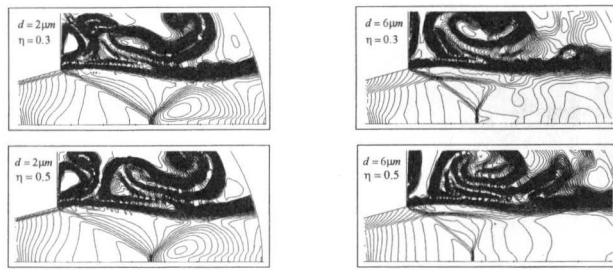 d = 2μm
η = 0.3
d = 6μm
η = 0.3
d = 2μm
η = 0.5
d = 6μm
η = 0.5